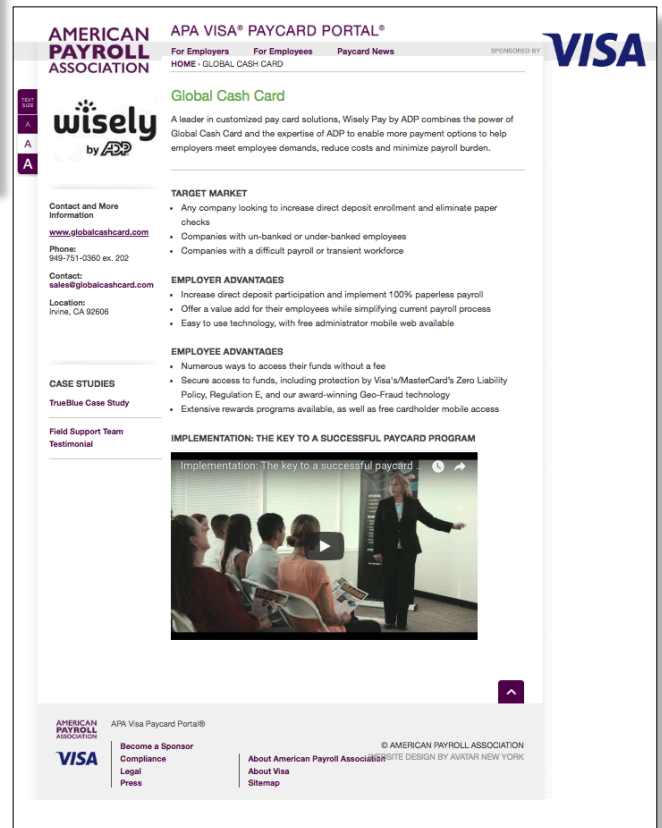 AMERICAN
PAYROLL
ASSOCIATION
APA VISA® PAYCARD PORTAL®
For Employers For Employees Paycard News
SPONSORED BY
VISA
HOME › GLOBAL CASH CARD
TEXT
SIZE
A
A
A
wisely
by ADP
Global Cash Card
A leader in customized pay card solutions, Wisely Pay by ADP combines the power of
Global Cash Card and the expertise of ADP to enable more payment options to help
employers meet employee demands, reduce costs and minimize payroll burden.
Contact and More
Information
www.globalcashcard.com
Phone:
949-751-0360 ex. 202
Contact:
sales@globalcashcard.com
Location:
Irvine, CA 92606
CASE STUDIES
TrueBlue Case Study
Field Support Team
Testimonial
TARGET MARKET
• Any company looking to increase direct deposit enrollment and eliminate paper
checks
• Companies with un-banked or under-banked employees
• Companies with a difficult payroll or transient workforce
EMPLOYER ADVANTAGES
• Increase direct deposit participation and implement 100% paperless payroll
• Offer a value add for their employees while simplifying current payroll process
• Easy to use technology, with free administrator mobile web available
EMPLOYEE ADVANTAGES
• Numerous ways to access their funds without a fee
• Secure access to funds, including protection by Visa's/MasterCard's Zero Liability
Policy, Regulation E, and our award-winning Geo-Fraud technology
• Extensive rewards programs available, as well as free cardholder mobile access
IMPLEMENTATION: THE KEY TO A SUCCESSFUL PAYCARD PROGRAM
Implementation: The key to a successful paycard ...
AMERICAN
PAYROLL
ASSOCIATION
VISA
APA Visa Paycard Portal®
Become a Sponsor
Compliance
Legal
Press
About American Payroll Association
About Visa
Sitemap
© AMERICAN PAYROLL ASSOCIATION
WEBSITE DESIGN BY AVATAR NEW YORK